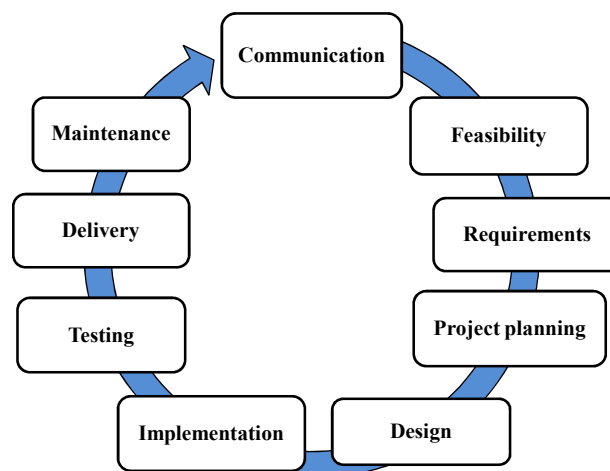 Communication
Feasibility
Requirements
Project planning
Design
Implementation
Testing
Delivery
Maintenance